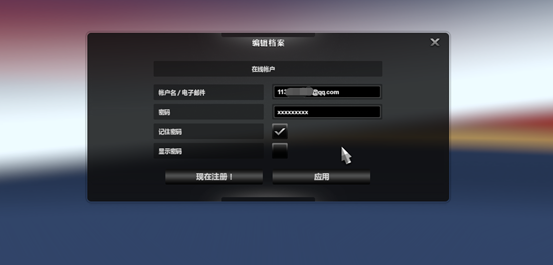 编辑档案
在线帐户
帐户名 / 电子邮件
113 @qq.com
密码
xxxxxxxxx
记住密码
显示密码
现在注册！
应用